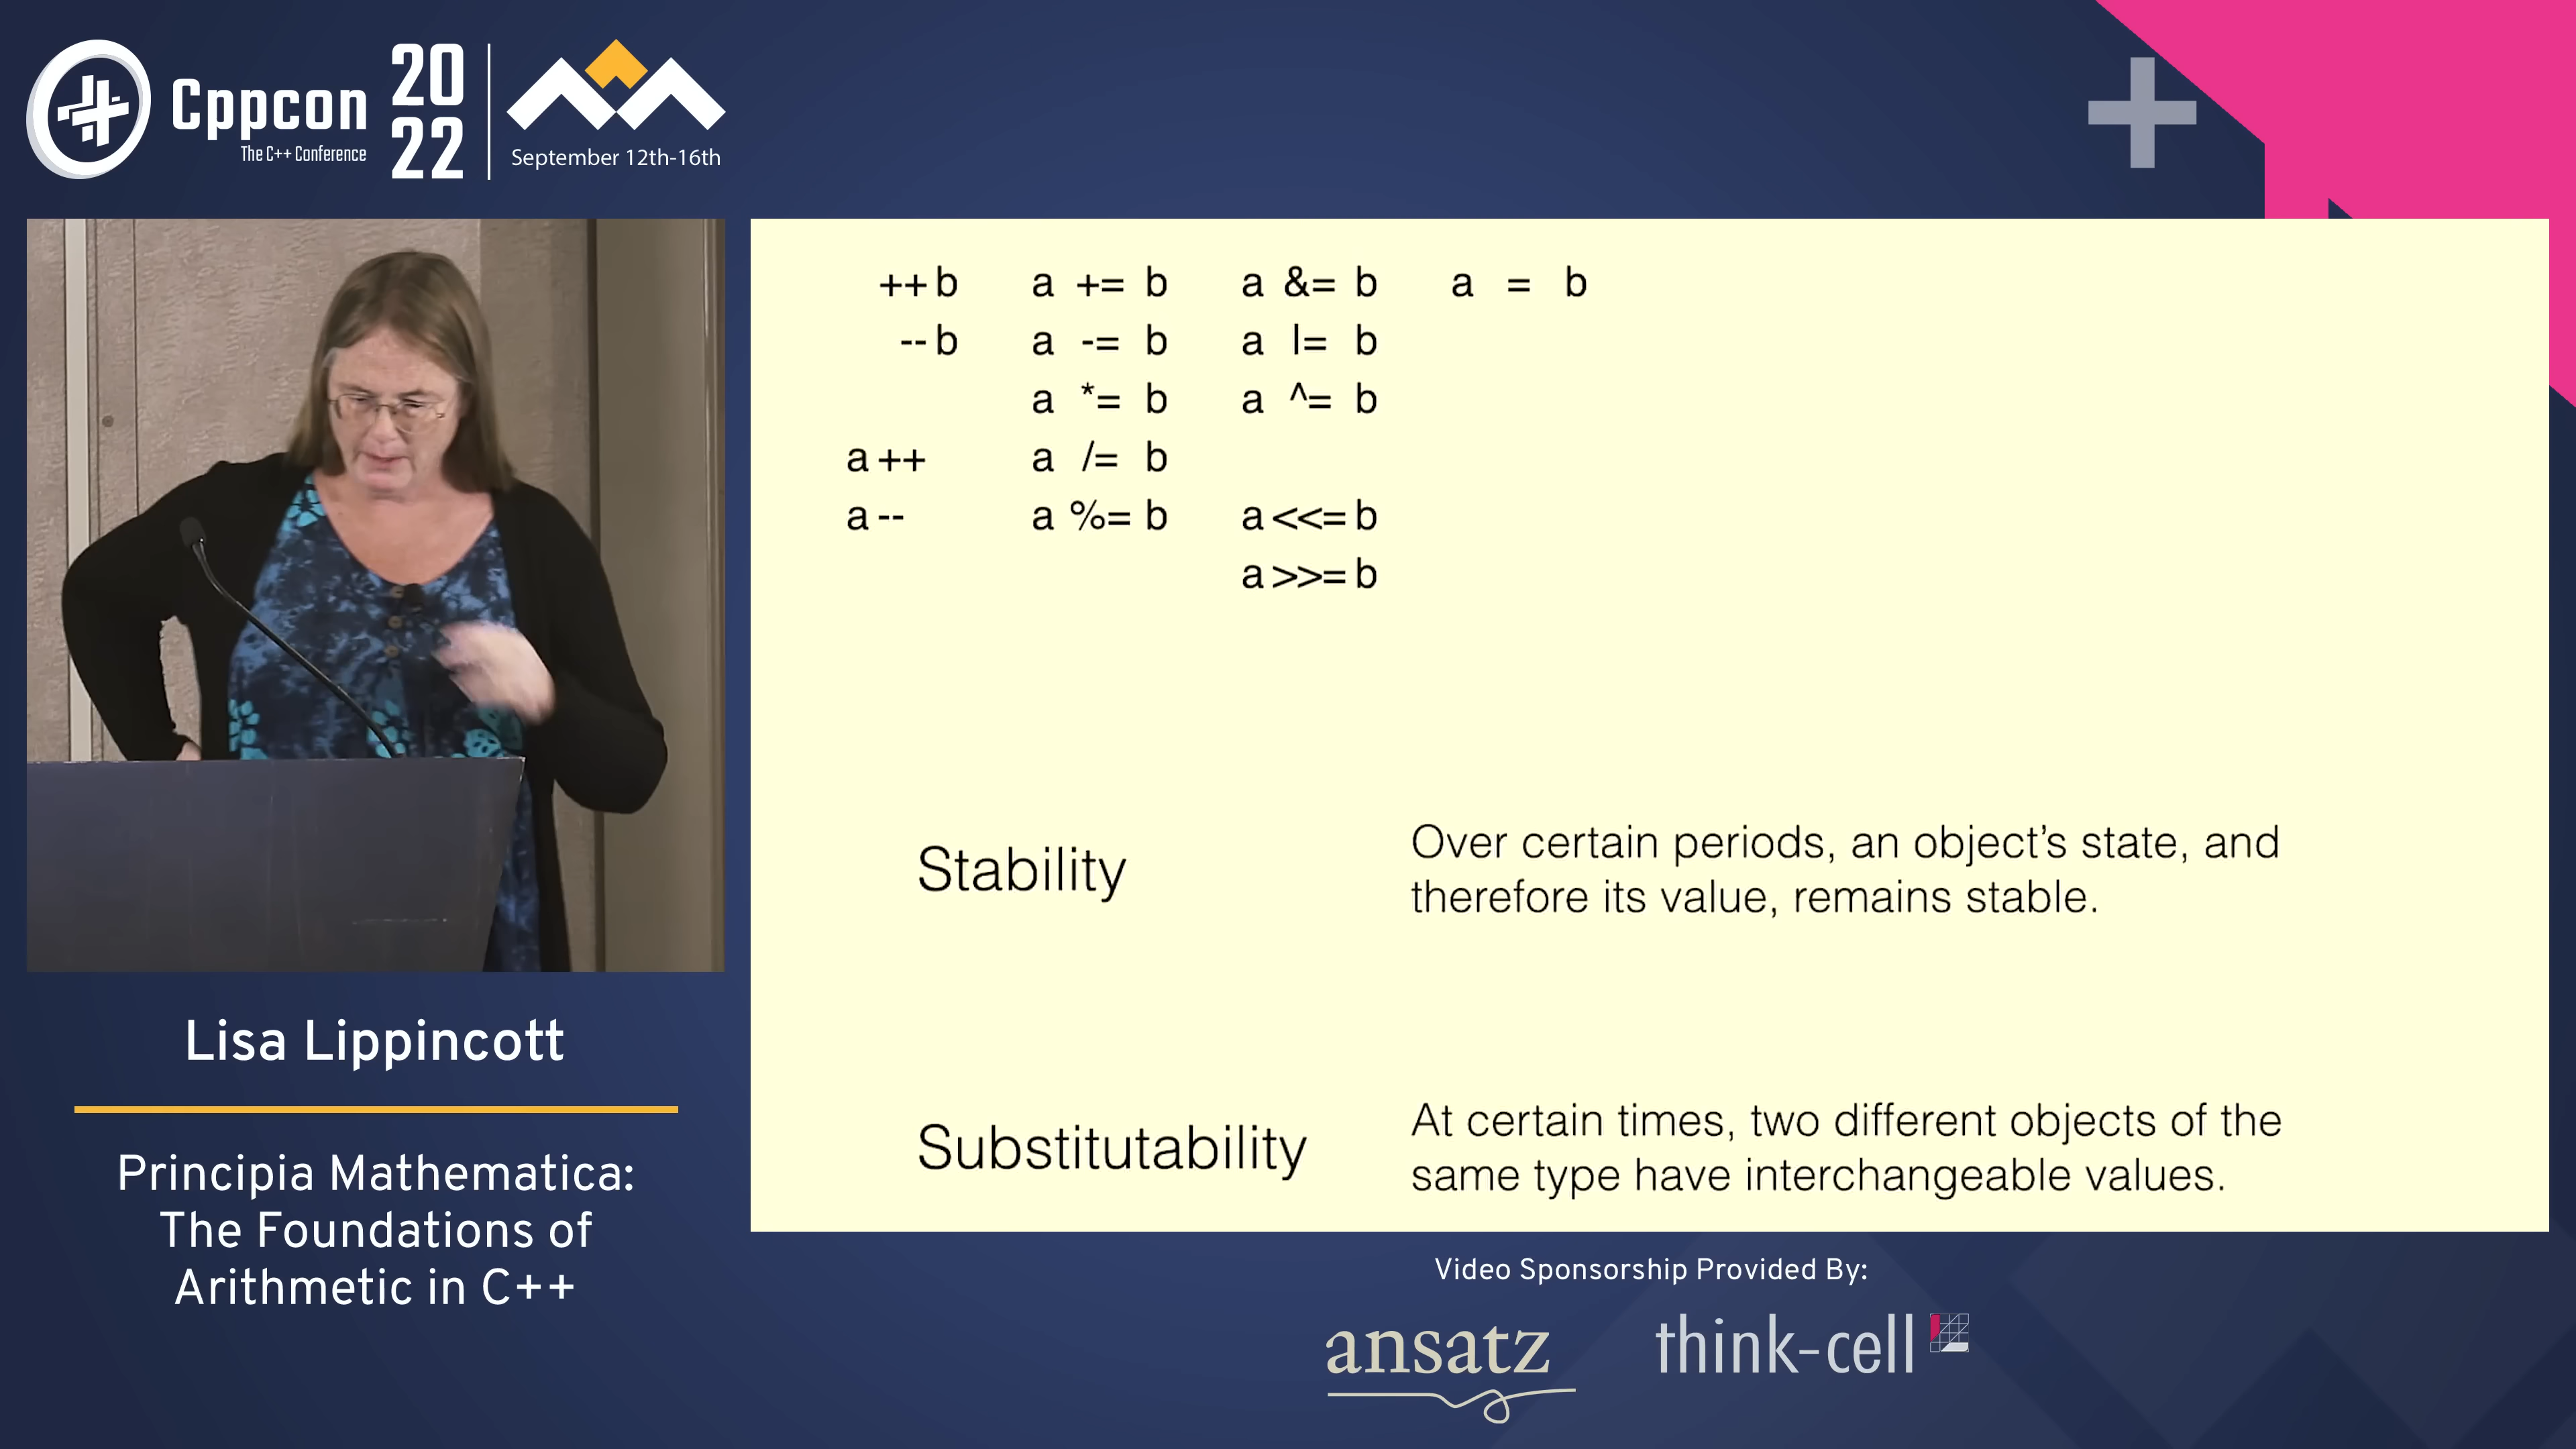 Cppcon
The C++ Conference
20
22
September 12th-16th
++b a += b a &= b a = b
--b a -= b a |= b
a *= b a ^= b
a++ a /= b
a-- a %= b a<<=b
a>>=b
Stability
Over certain periods, an object’s state, and
therefore its value, remains stable.
Substitutability
At certain times, two different objects of the
same type have interchangeable values.
Lisa Lippincott
Principia Mathematica:
The Foundations of
Arithmetic in C++
Video Sponsorship Provided By:
ansatz
think-cell